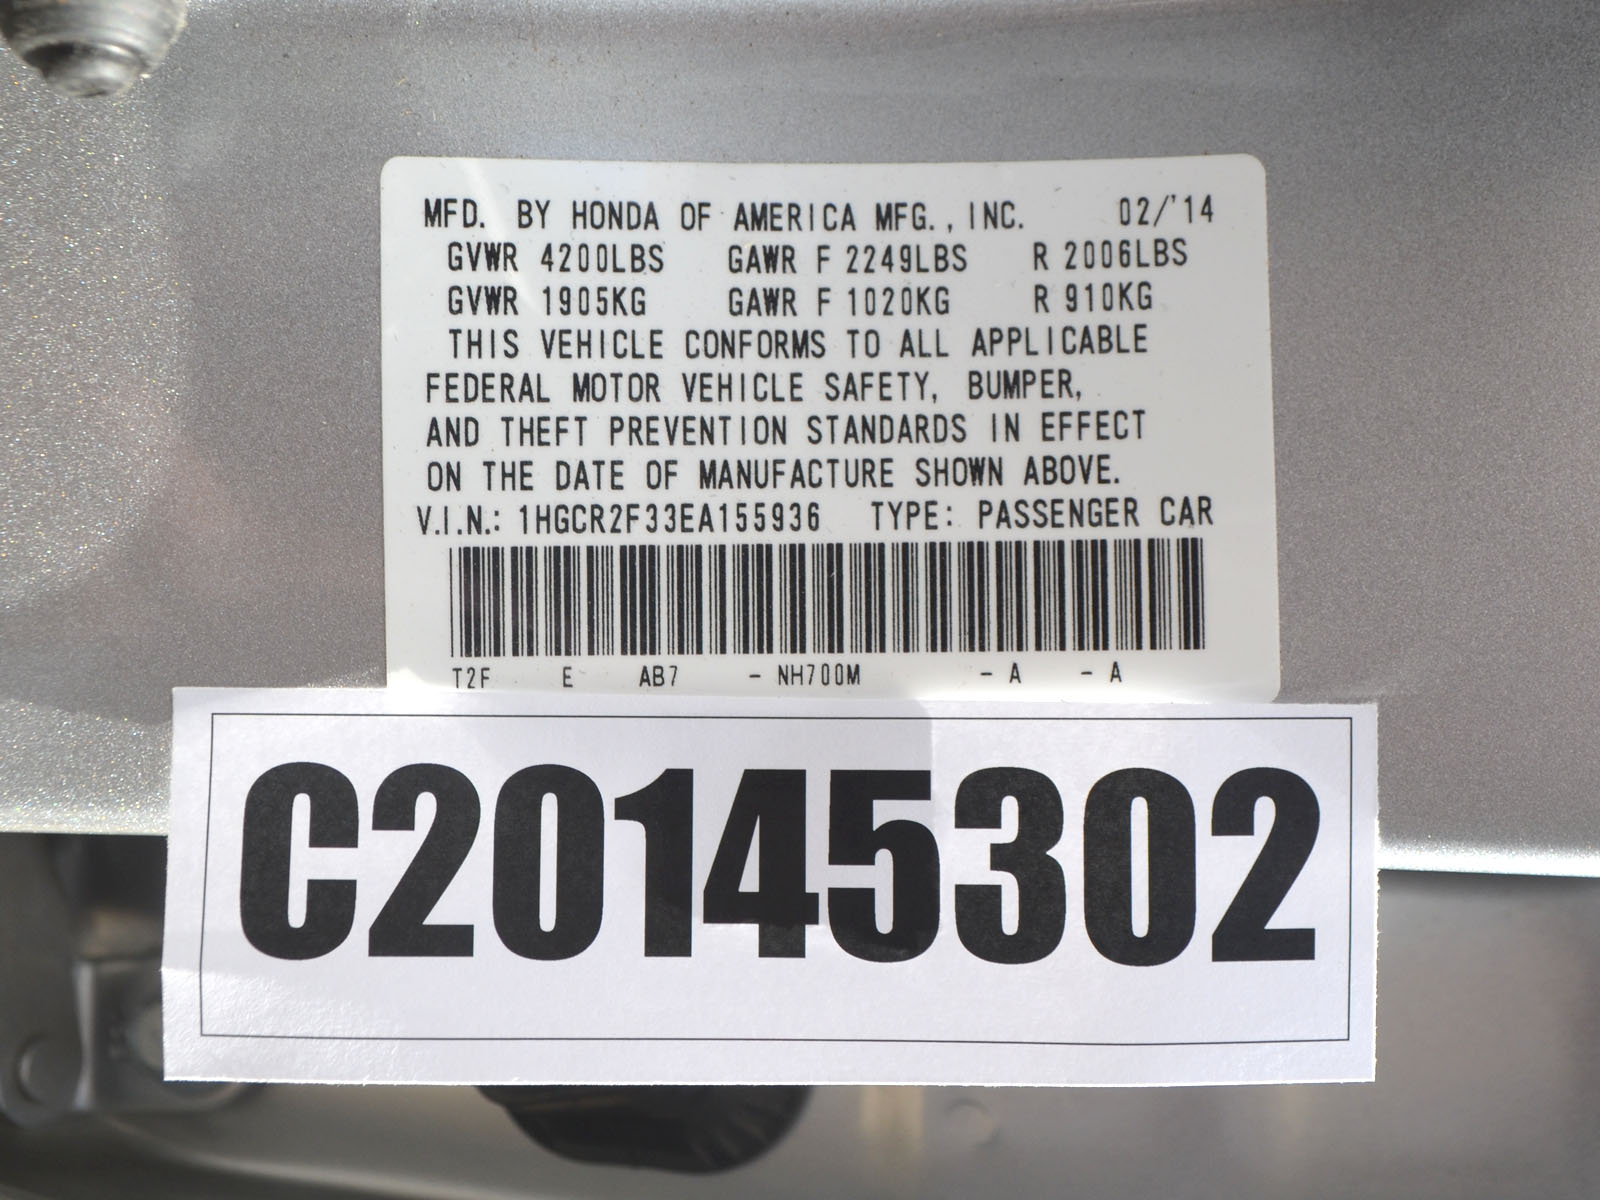 MFD. BY HONDA OF AMERICA MFG., INC. 02/'14
GVWR 4200LBS GAWR F 2249LBS R 2006LBS
GVWR 1905KG GAWR F 1020KG R 910KG
THIS VEHICLE CONFORMS TO ALL APPLICABLE
FEDERAL MOTOR VEHICLE SAFETY, BUMPER,
AND THEFT PREVENTION STANDARDS IN EFFECT
ON THE DATE OF MANUFACTURE SHOWN ABOVE.
V.I.N.: 1HGCR2F33EA155936 TYPE: PASSENGER CAR
T2F E AB7 - NH700M - A - A
C20145302